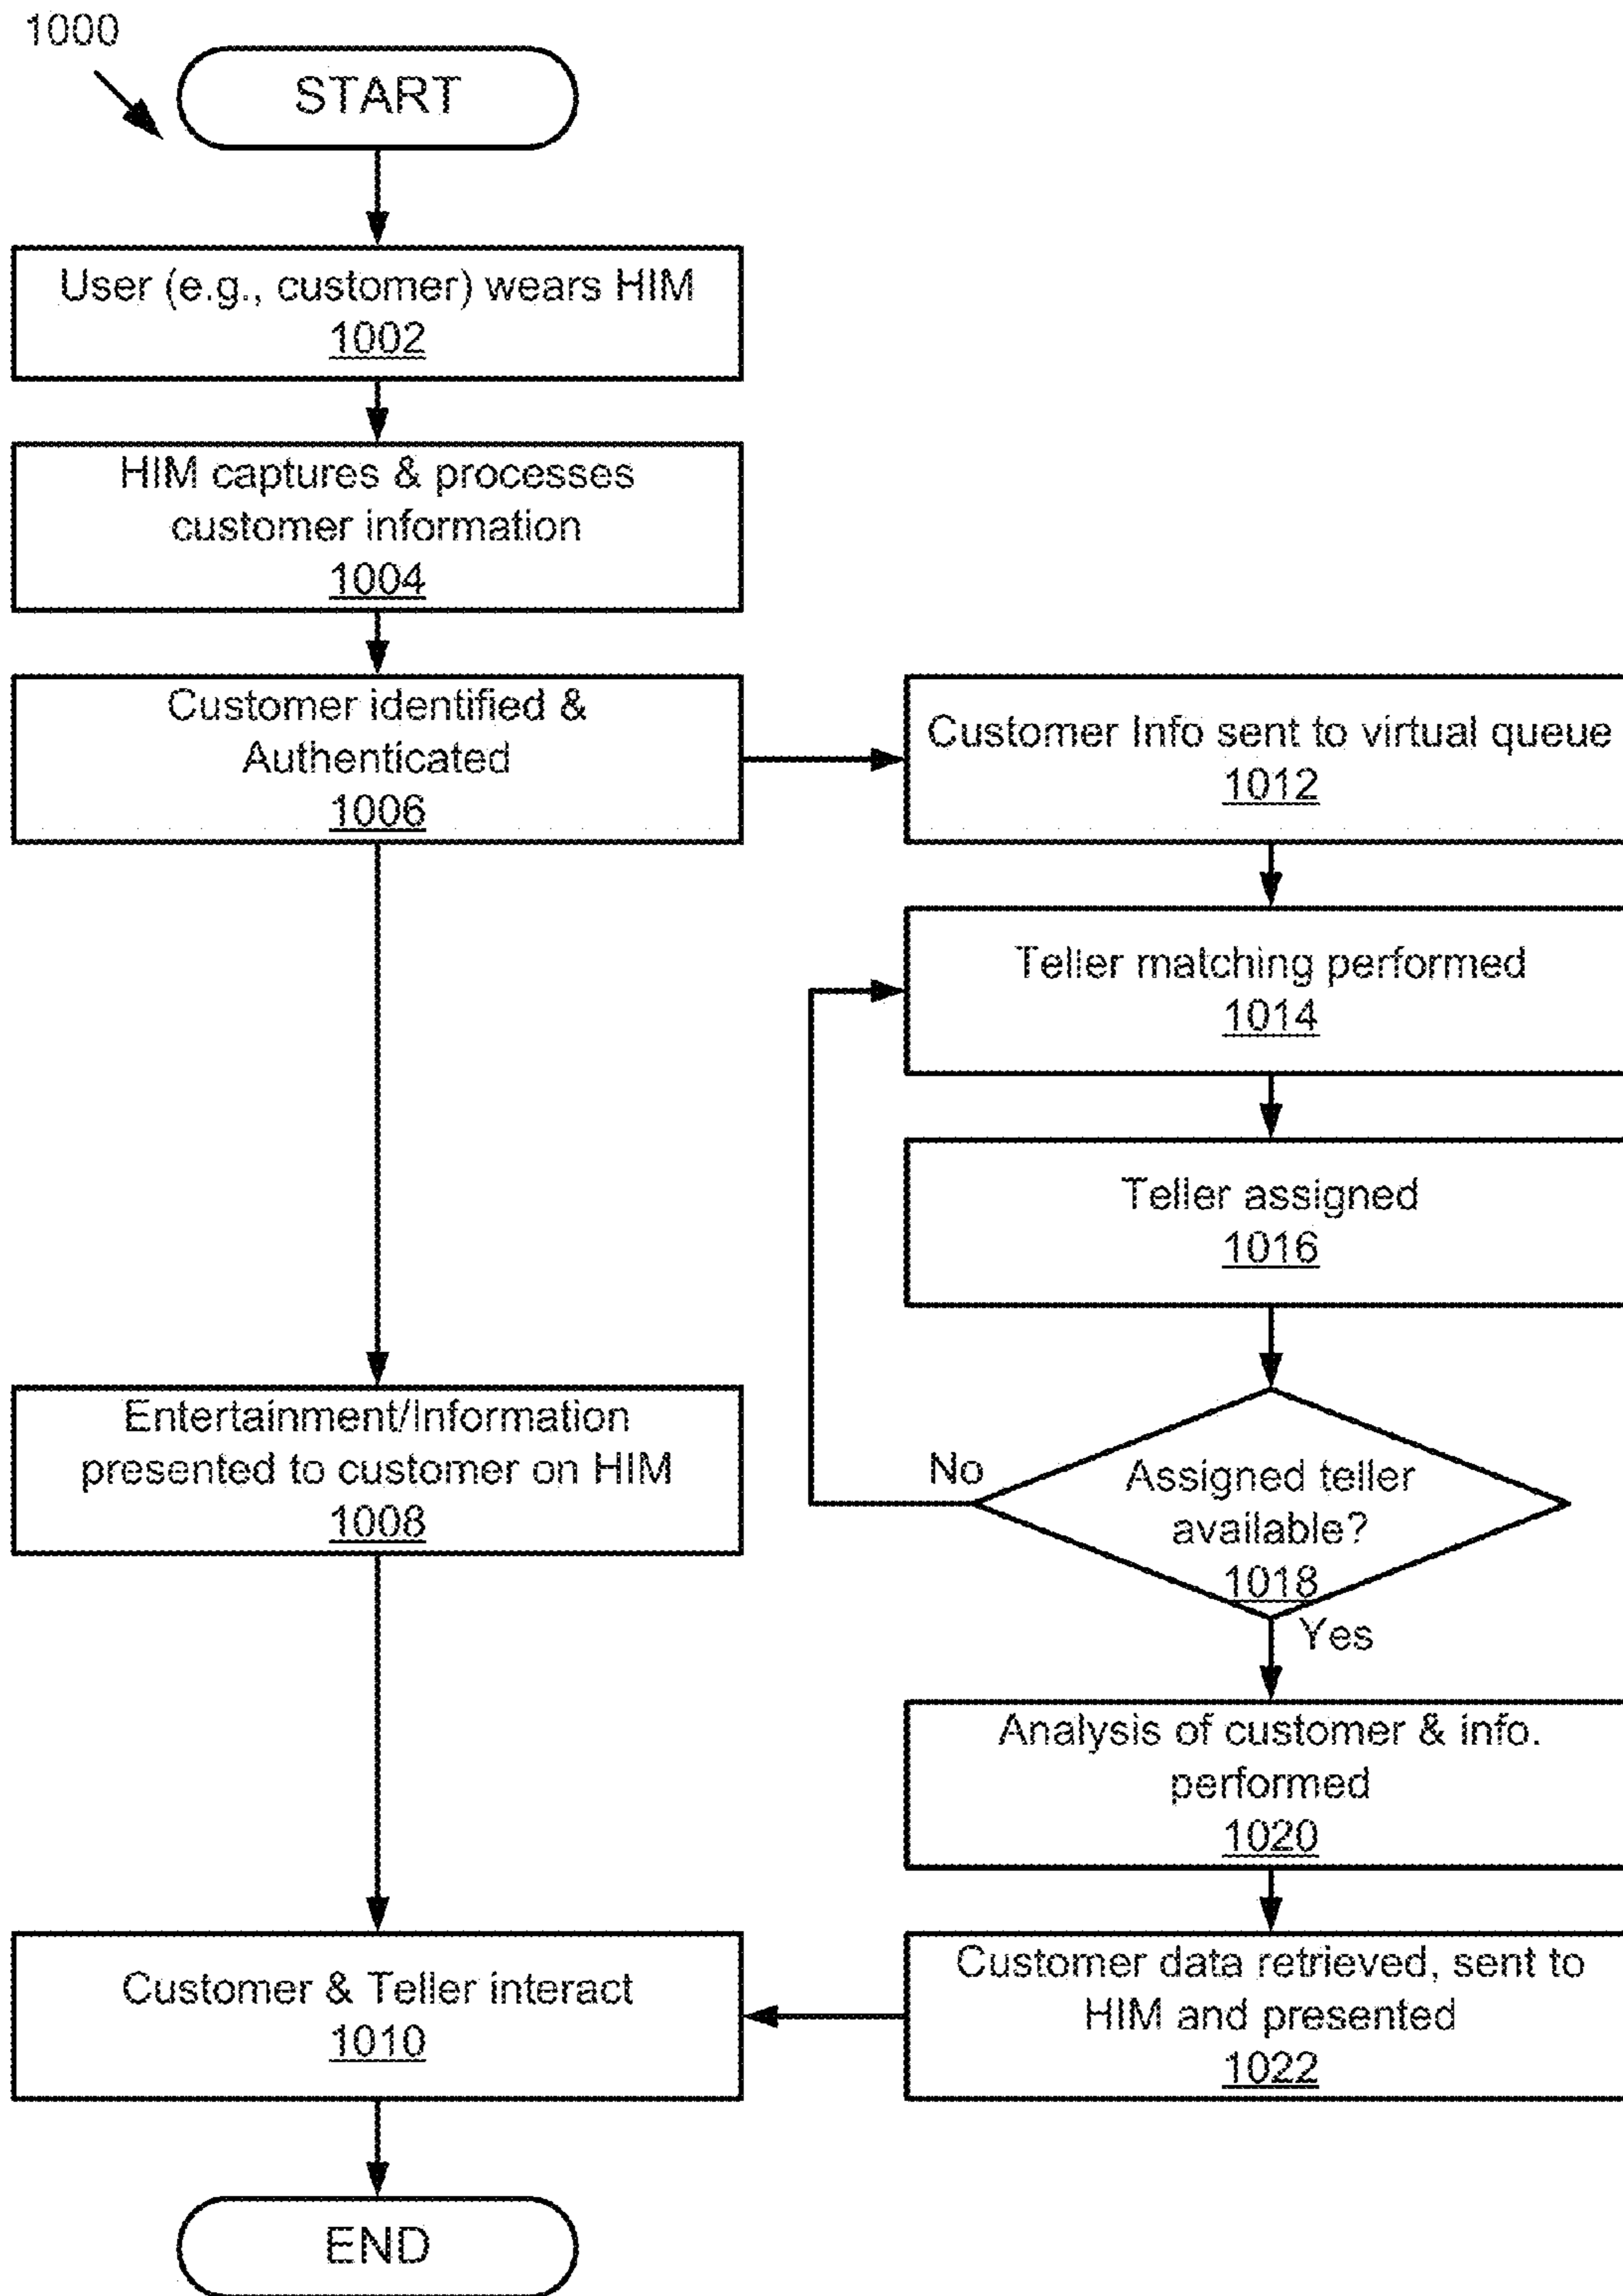 1000
START
User (e.g., customer) wears HIM
1002
HIM captures & processes
customer information
1004
Customer identified &
Authenticated
1006
Customer Info sent to virtual queue
1012
Teller matching performed
1014
Teller assigned
1016
Entertainment/Information
presented to customer on HIM
1008
No
Assigned teller
available?
1018
Yes
Analysis of customer & info.
performed
1020
Customer & Teller interact
1010
Customer data retrieved, sent to
HIM and presented
1022
END